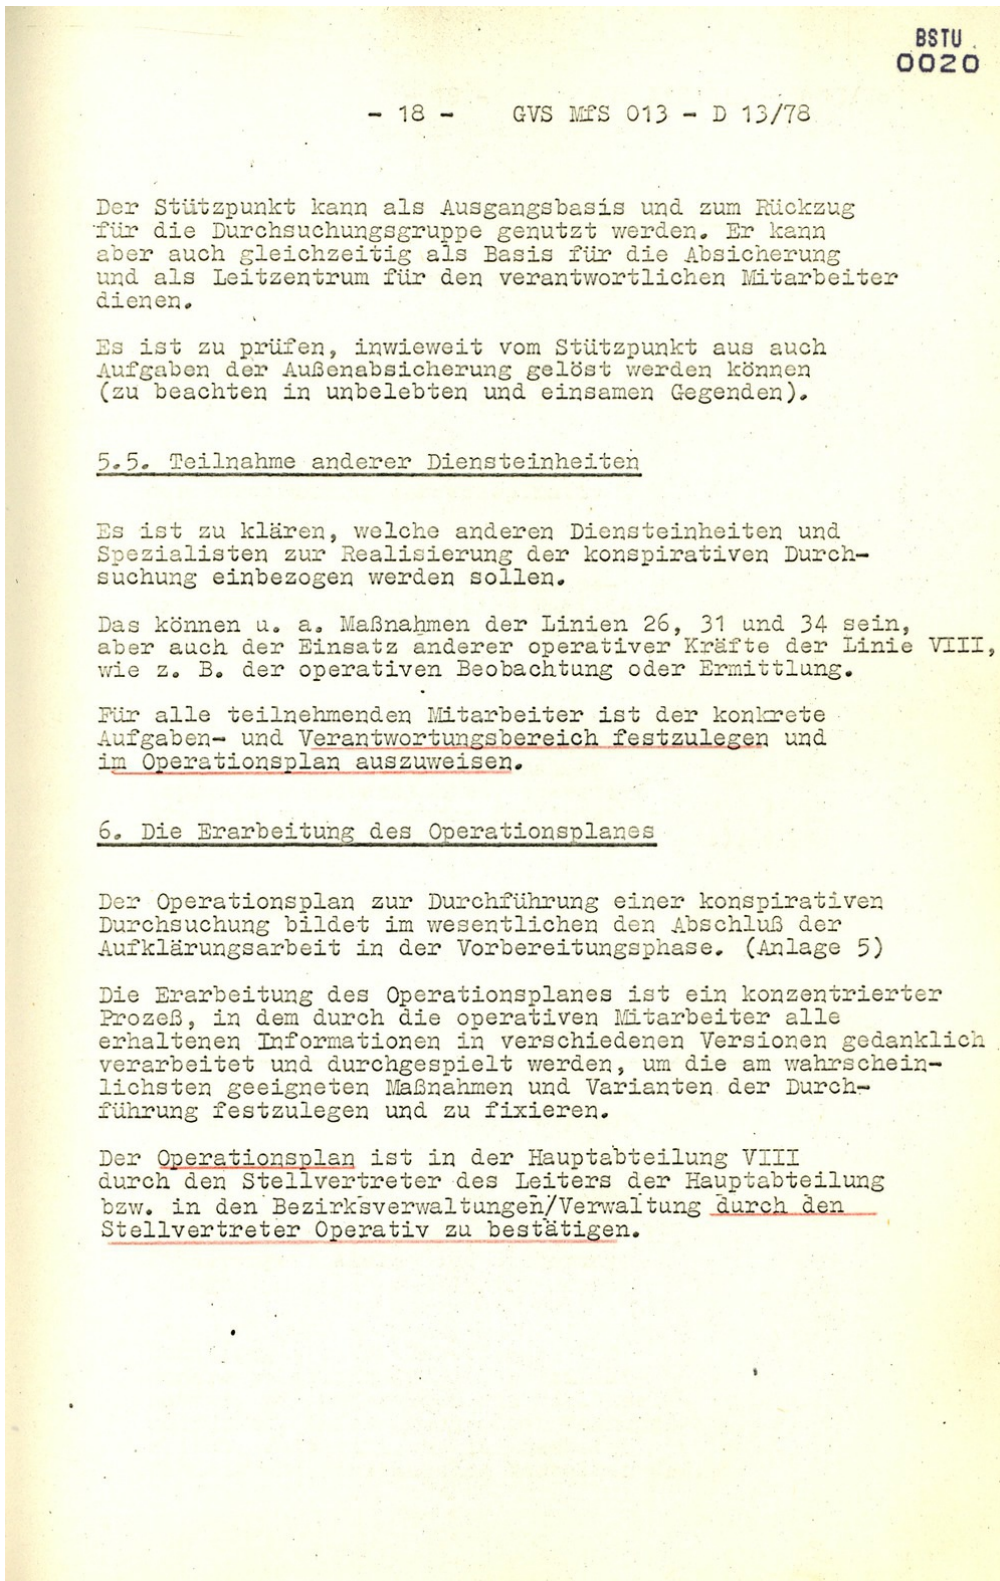 BSTU
0020
- 18 - GVS MfS 013 - D 13/78
Der Stützpunkt kann als Ausgangsbasis und zum Rückzug
für die Durchsuchungsgruppe genutzt werden. Er kann
aber auch gleichzeitig als Basis für die Absicherung
und als Leitzentrum für den verantwortlichen Mitarbeiter
dienen.
Es ist zu prüfen, inwieweit vom Stützpunkt aus auch
Aufgaben der Außenabsicherung gelöst werden können
(zu beachten in unbelebten und einsamen Gegenden).
5.5. Teilnahme anderer Diensteinheiten
Es ist zu klären, welche anderen Diensteinheiten und
Spezialisten zur Realisierung der konspirativen Durch-
suchung einbezogen werden sollen.
Das können u. a. Maßnahmen der Linien 26, 31 und 34 sein,
aber auch der Einsatz anderer operativer Kräfte der Linie VIII,
wie z. B. der operativen Beobachtung oder Ermittlung.
Für alle teilnehmenden Mitarbeiter ist der konkrete
Aufgaben- und Verantwortungsbereich festzulegen und
im Operationsplan auszuweisen.
6. Die Erarbeitung des Operationsplanes
Der Operationsplan zur Durchführung einer konspirativen
Durchsuchung bildet im wesentlichen den Abschluß der
Aufklärungsarbeit in der Vorbereitungsphase. (Anlage 5)
Die Erarbeitung des Operationsplanes ist ein konzentrierter
Prozeß, in dem durch die operativen Mitarbeiter alle
erhaltenen Informationen in verschiedenen Versionen gedanklich
verarbeitet und durchgespielt werden, um die am wahrschein-
lichsten geeigneten Maßnahmen und Varianten der Durch-
führung festzulegen und zu fixieren.
Der Operationsplan ist in der Hauptabteilung VIII
durch den Stellvertreter des Leiters der Hauptabteilung
bzw. in den Bezirksverwaltungen/Verwaltung durch den
Stellvertreter Operativ zu bestätigen.